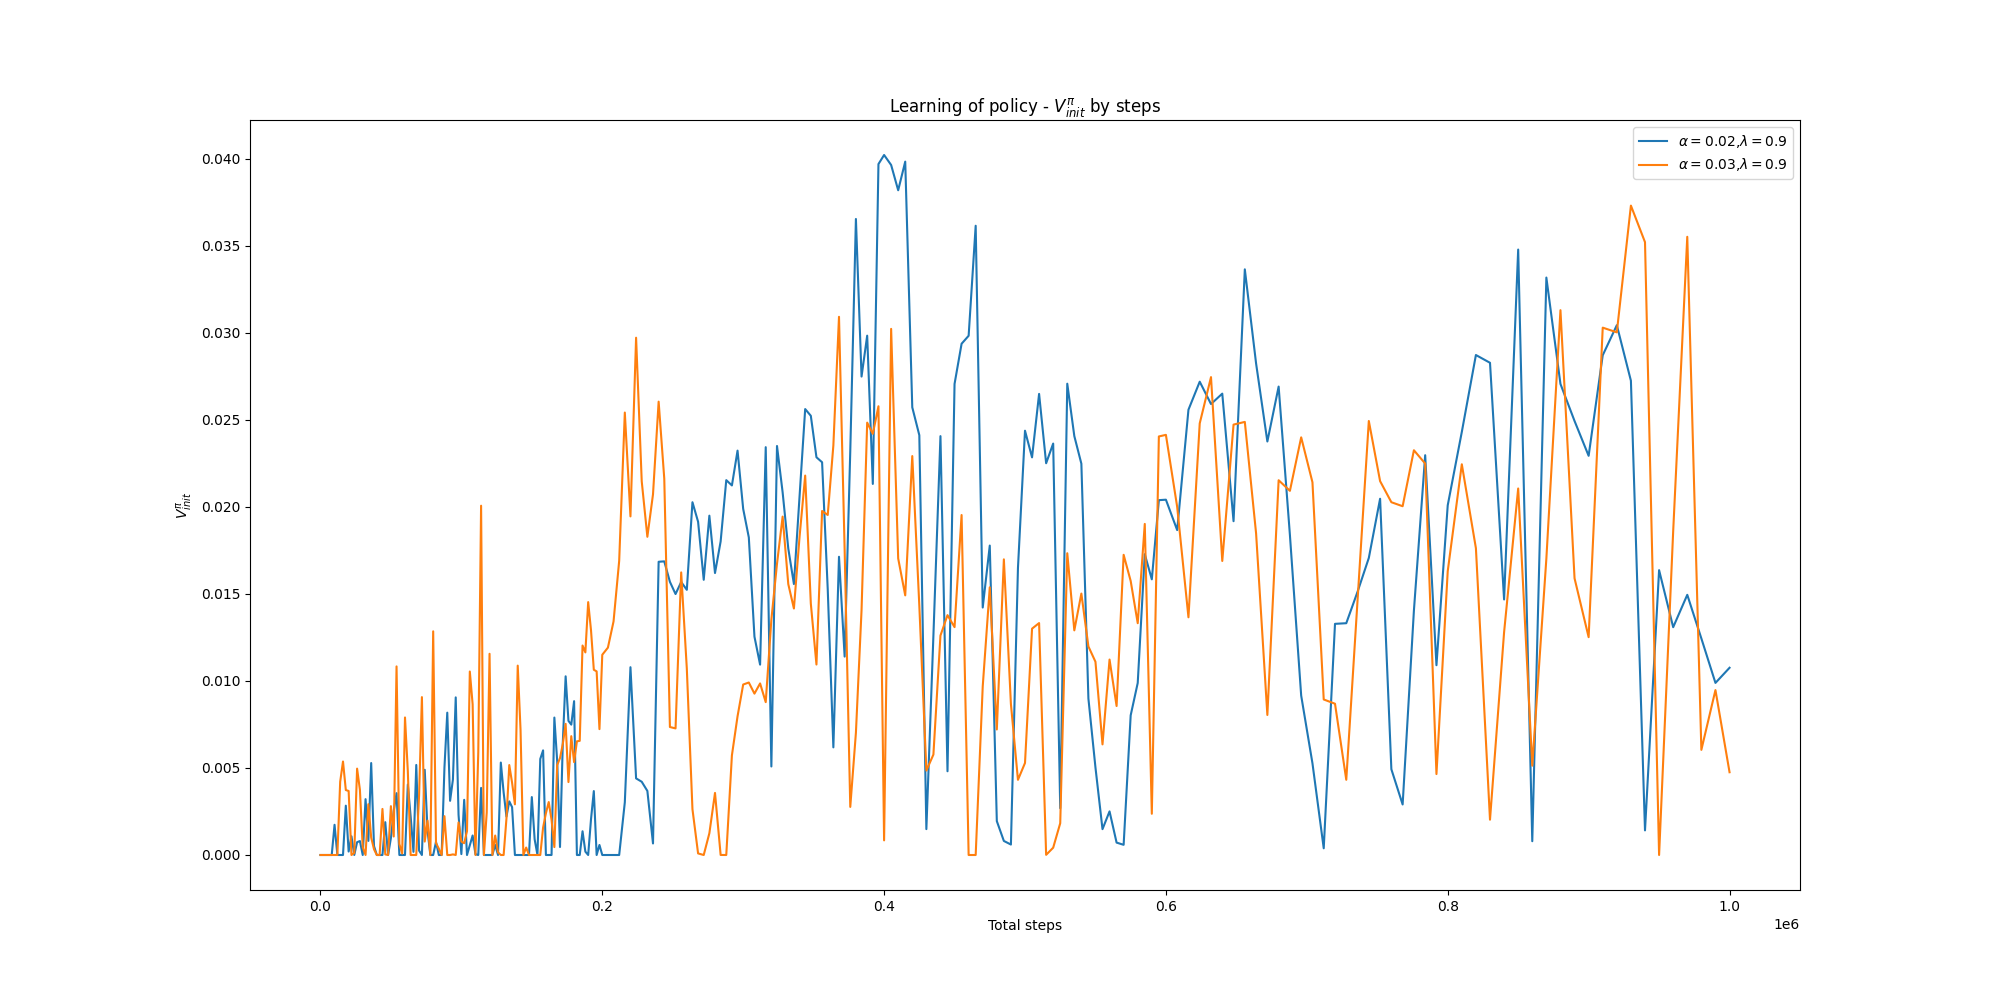 Learning of policy - $V_{init}^{\pi}$ by steps
α = 0.02,λ = 0.9
α = 0.03,λ = 0.9
0.040
0.035
0.030
0.025
0.020
0.015
0.010
0.005
0.000
$V_{init}^{\pi}$
0.0 0.2 0.4 0.6 0.8 1.0
Total steps
1e6